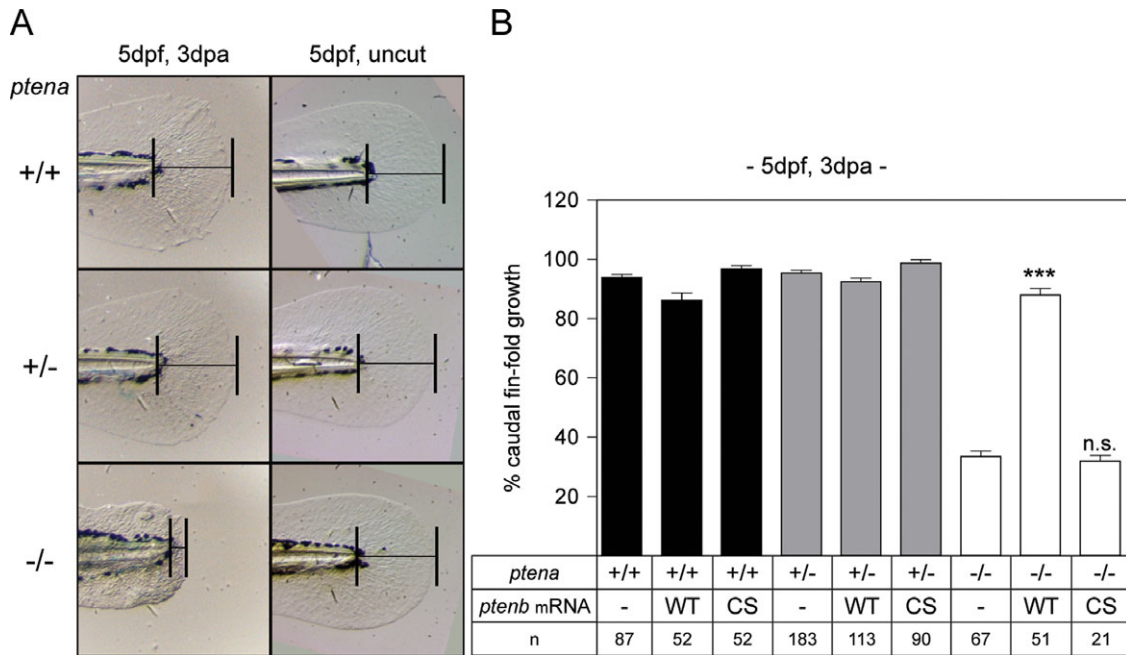 A
5dpf, 3dpa 5dpf, uncut
ptena
+/+
+/-
-/-
B
- 5dpf, 3dpa -
% caudal fin-fold growth
120
100
80
60
40
20
***
n.s.
ptena +/+ +/+ +/+ +/- +/- +/- -/- -/- -/-
ptenb mRNA - WT CS - WT CS - WT CS
n 87 52 52 183 113 90 67 51 21